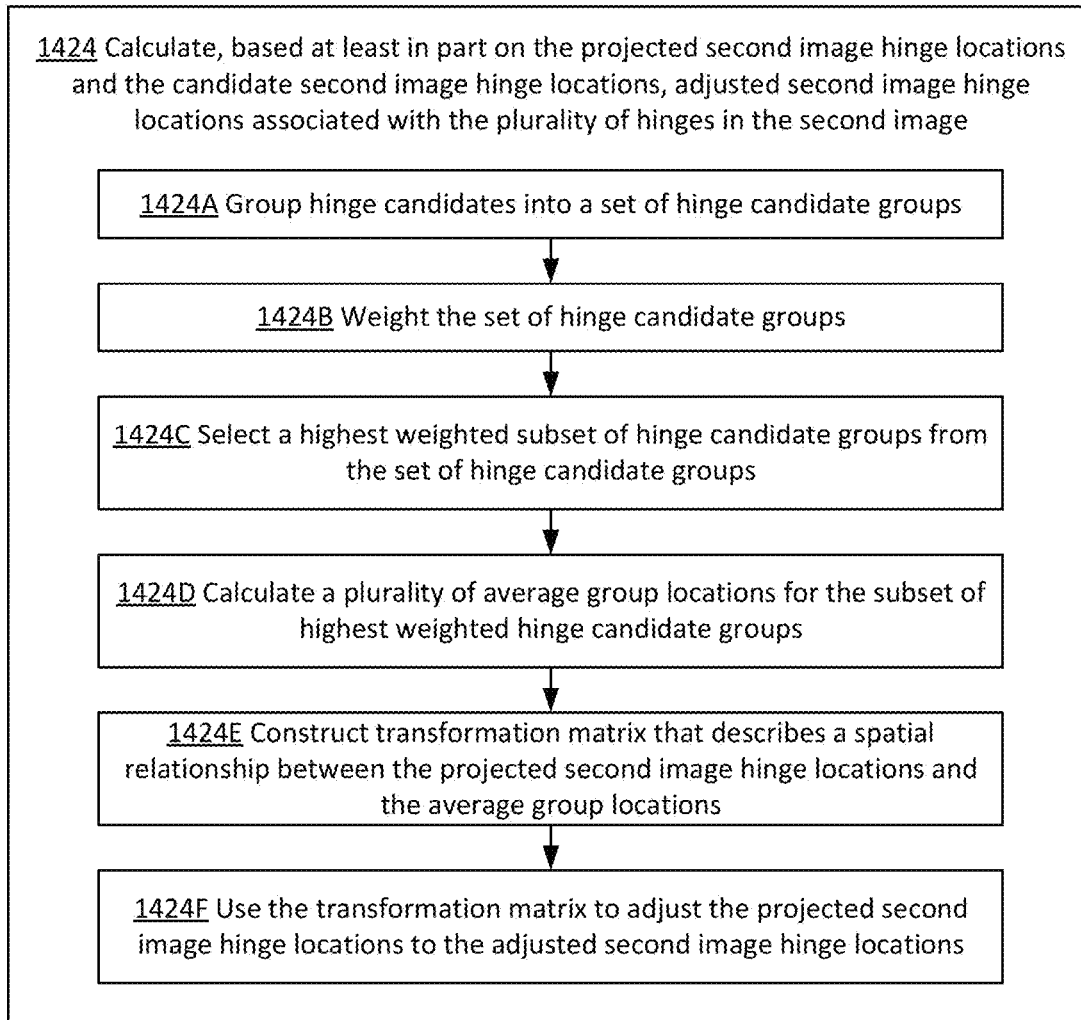 1424 Calculate, based at least in part on the projected second image hinge locations
and the candidate second image hinge locations, adjusted second image hinge
locations associated with the plurality of hinges in the second image
1424A Group hinge candidates into a set of hinge candidate groups
1424B Weight the set of hinge candidate groups
1424C Select a highest weighted subset of hinge candidate groups from
the set of hinge candidate groups
1424D Calculate a plurality of average group locations for the subset of
highest weighted hinge candidate groups
1424E Construct transformation matrix that describes a spatial
relationship between the projected second image hinge locations and
the average group locations
1424F Use the transformation matrix to adjust the projected second
image hinge locations to the adjusted second image hinge locations